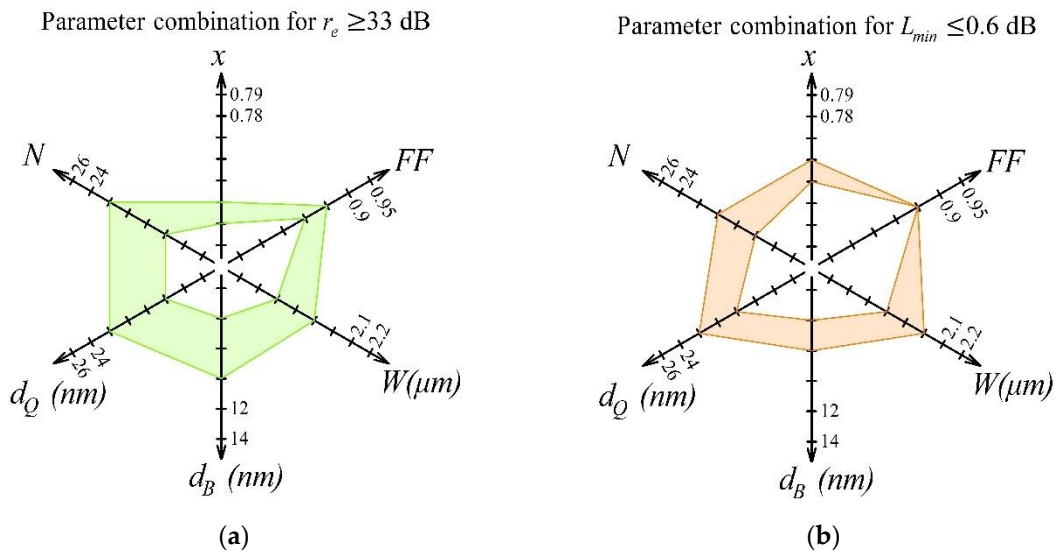 Parameter combination for r_e ≥33 dB
x
0.79
0.78
N
26
24
FF
0.95
0.9
26
24
d_Q (nm)
2.1
2.2
W(μm)
12
14
d_B (nm)
(a)
Parameter combination for L_min ≤0.6 dB
x
0.79
0.78
N
26
24
FF
0.95
0.9
26
24
d_Q (nm)
2.1
2.2
W(μm)
12
14
d_B (nm)
(b)